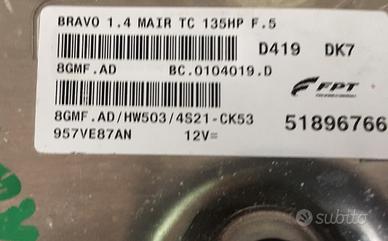 BRAVO 1.4 MAIR TC 135HP F.5
D419 DK7
8GMF.AD BC.0104019.D
FPT
8GMF.AD/HW503/4S21-CK53
51896766
957VE87AN 12V=
subito